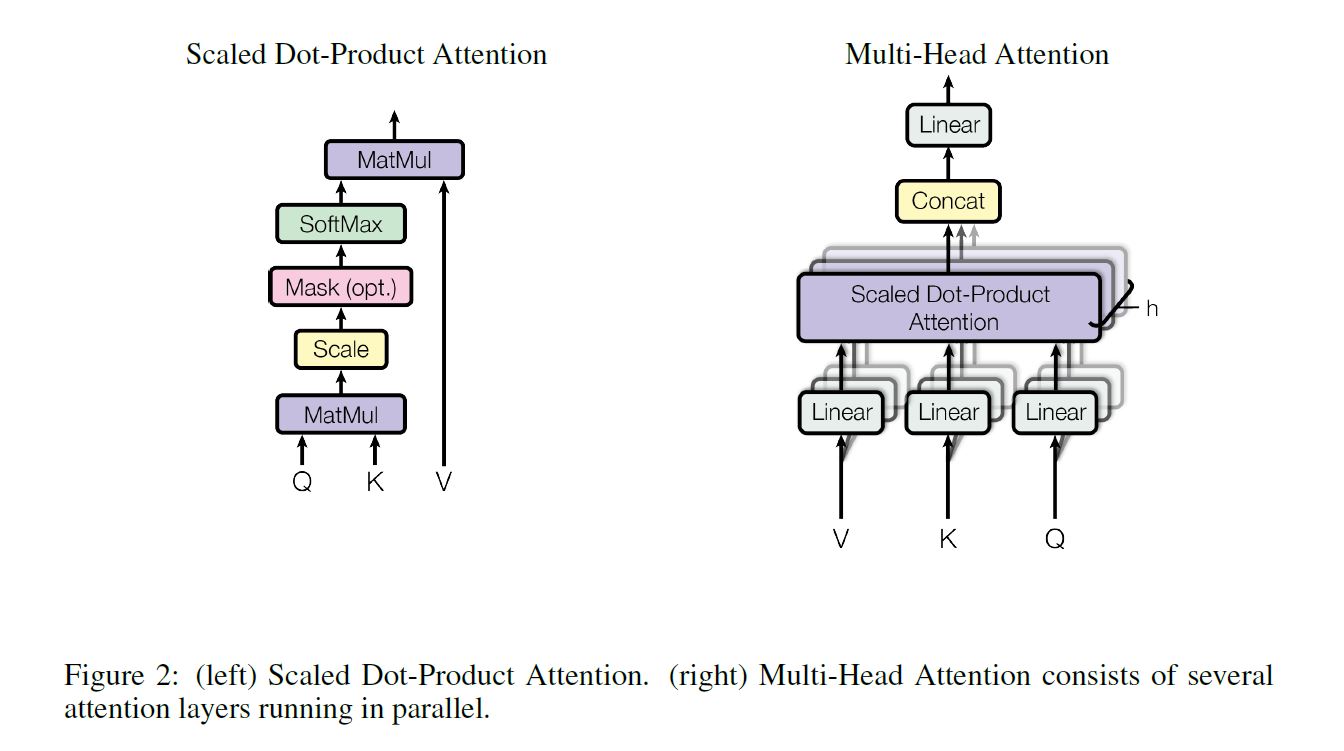 Scaled Dot-Product Attention
MatMul
SoftMax
Mask (opt.)
Scale
MatMul
Q K V
Multi-Head Attention
Linear
Concat
Scaled Dot-Product
Attention
h
Linear Linear Linear
V K Q
Figure 2: (left) Scaled Dot-Product Attention. (right) Multi-Head Attention consists of several
attention layers running in parallel.